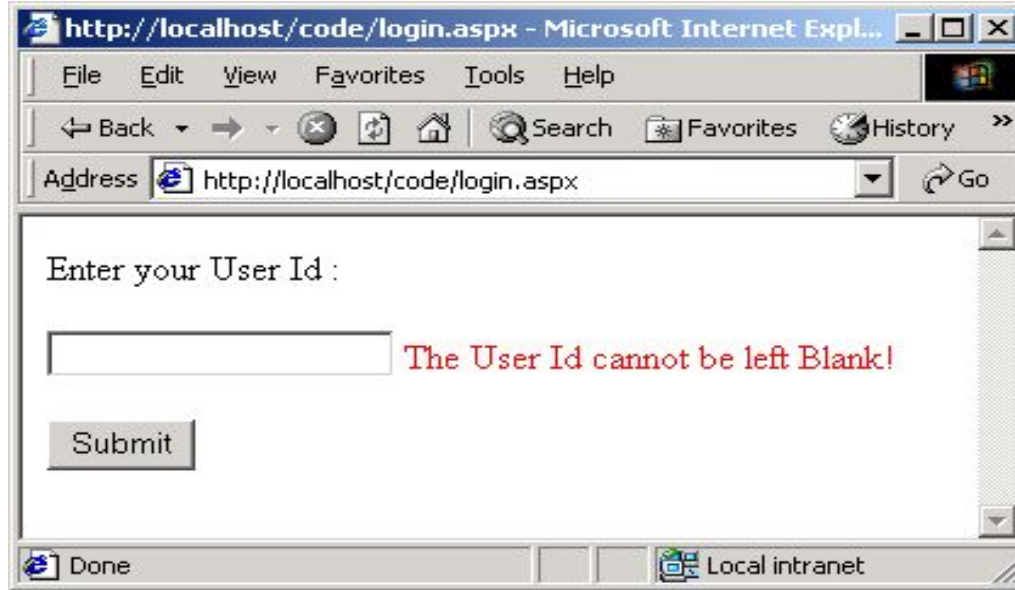 http://localhost/code/login.aspx - Microsoft Internet Expl...
File Edit View Favorites Tools Help
Back Search Favorites History »
Address http://localhost/code/login.aspx Go
Enter your User Id :
The User Id cannot be left Blank!
Submit
Done Local intranet